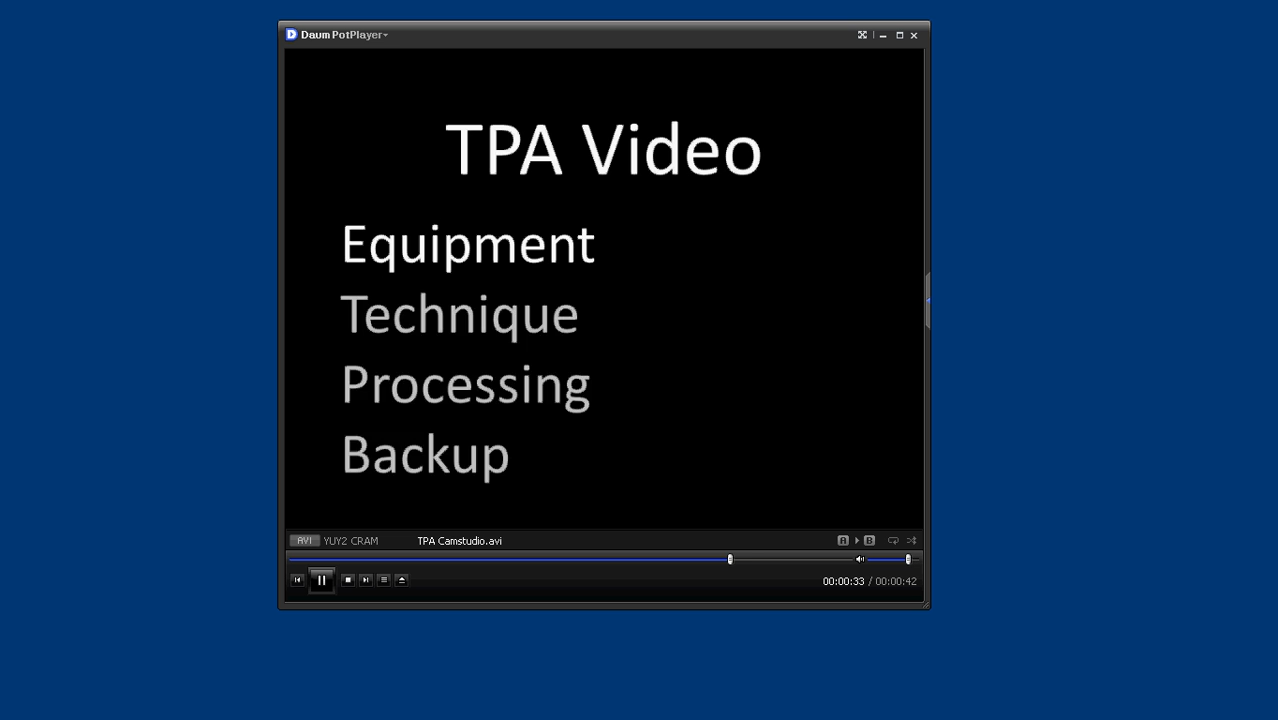 Daum PotPlayer
TPA Video
Equipment
Technique
Processing
Backup
AVI YUY2 CRAM TPA Camstudio.avi A B
00:00:33 / 00:00:42